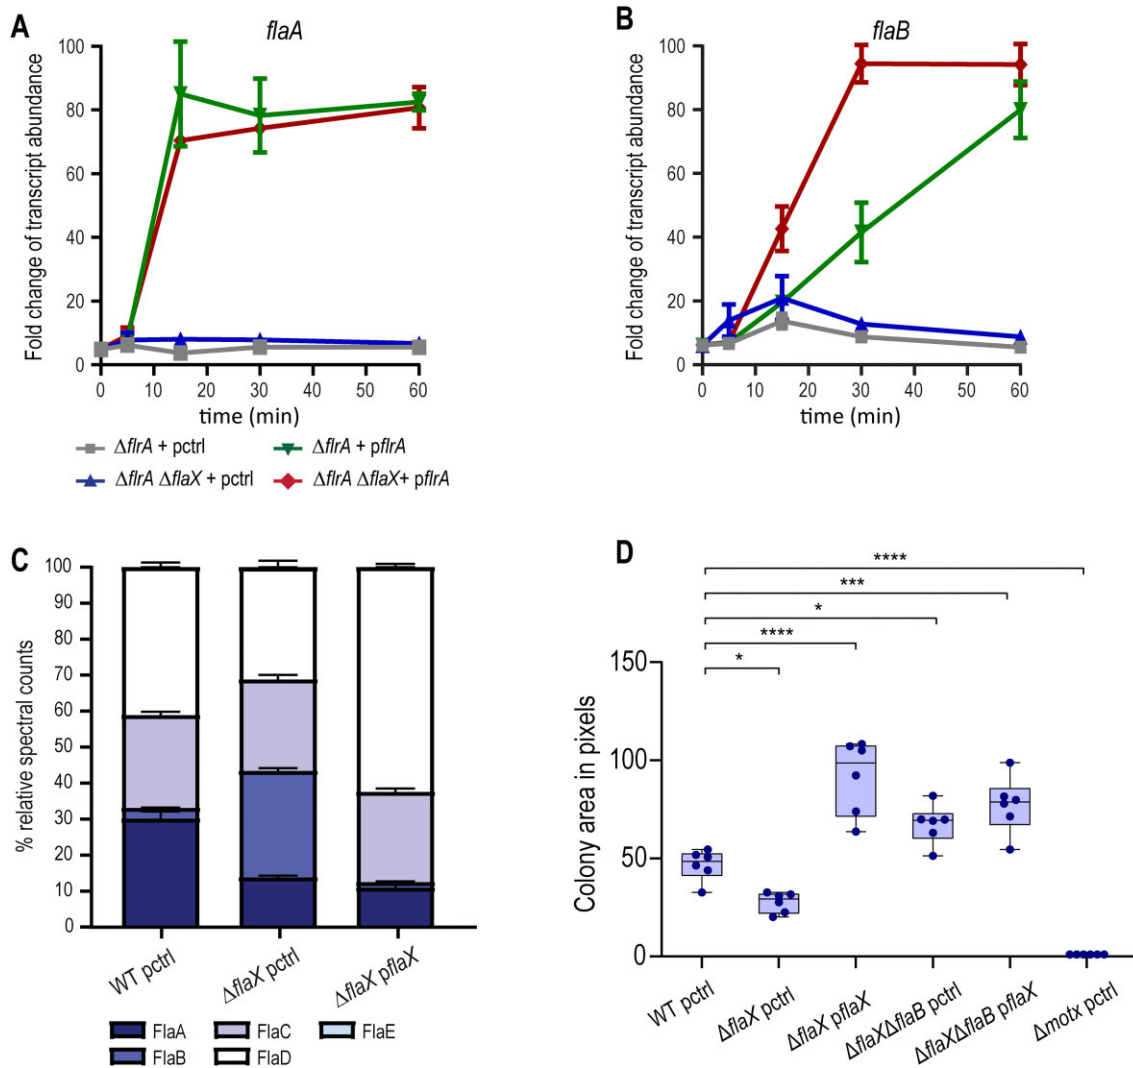 A
flaA
Fold change of transcript abundance
100
80
60
40
20
0
0 10 20 30 40 50 60
time (min)
B
flaB
Fold change of transcript abundance
100
80
60
40
20
0
0 10 20 30 40 50 60
time (min)
ΔflrA + pctrl
ΔflrA + pflrA
ΔflrA ΔflaX + pctrl
ΔflrA ΔflaX+ pflrA
C
% relative spectral counts
100
90
80
70
60
50
40
30
20
10
0
WT pctrl
ΔflaX pctrl
ΔflaX pflaX
FlaA
FlaC
FlaE
FlaB
FlaD
D
****
***
*
****
*
Colony area in pixels
150
100
50
0
WT pctrl
ΔflaX pctrl
ΔflaX pflaX
ΔflaXΔflaB pctrl
ΔflaXΔflaB pflaX
Δmotx pctrl